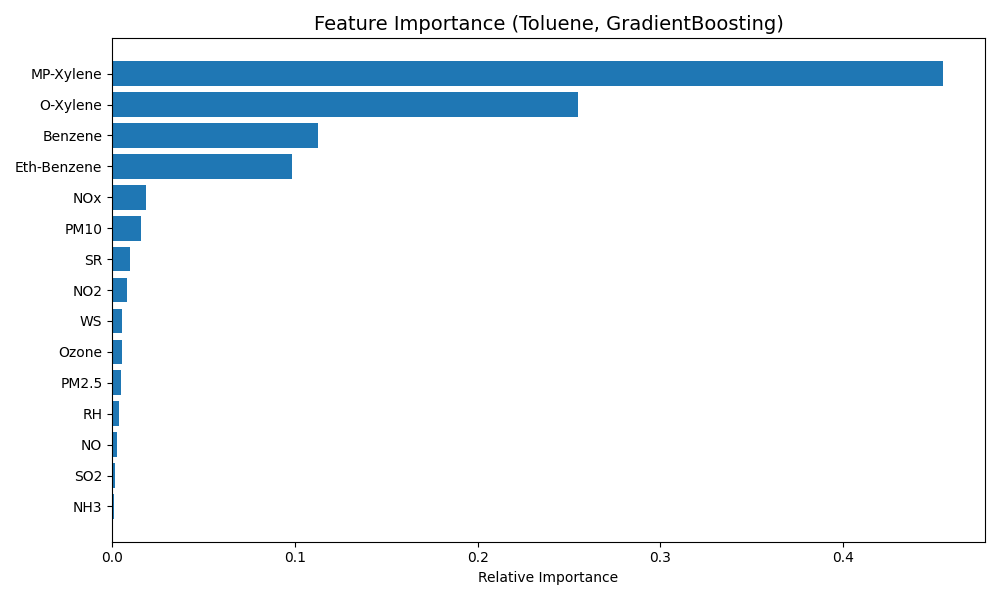 Feature Importance (Toluene, GradientBoosting)
MP-Xylene
O-Xylene
Benzene
Eth-Benzene
NOx
PM10
SR
NO2
WS
Ozone
PM2.5
RH
NO
SO2
NH3
0.0 0.1 0.2 0.3 0.4
Relative Importance